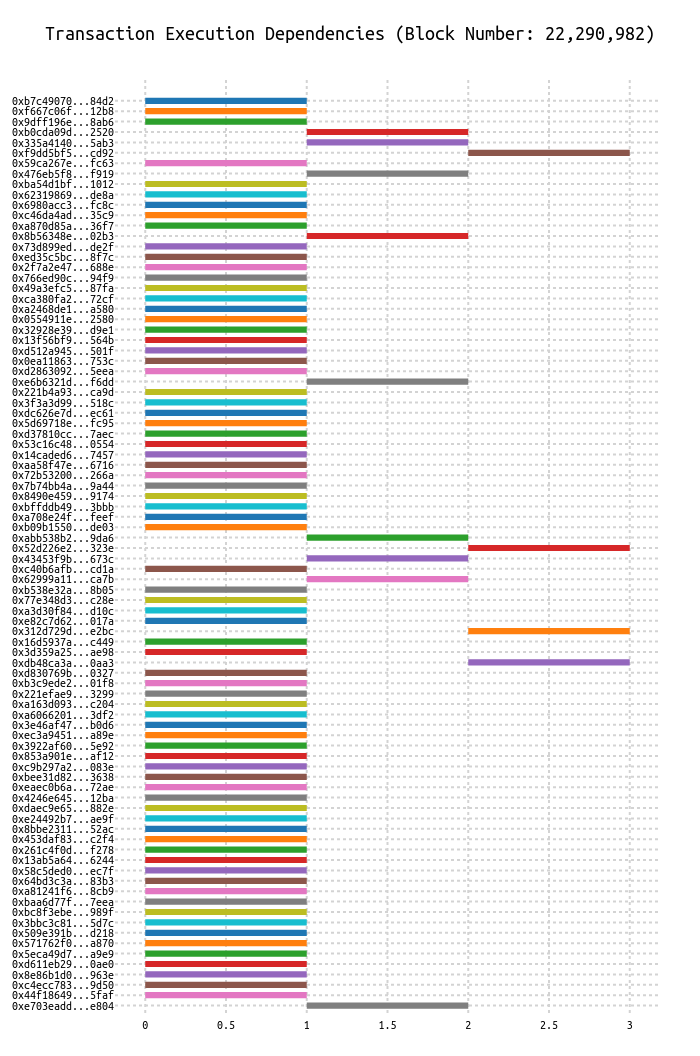 Transaction Execution Dependencies (Block Number: 22,290,982)
0xb7c49070...84d2
0xf667c06f...12b8
0x9dff196e...8ab6
0xb0cda09d...2520
0x335a4140...5ab3
0xf9dd5bf5...cd92
0x59ca267e...fc63
0x476eb5f8...f919
0xba54d1bf...1012
0x62319869...de8a
0x6980acc3...fc8c
0xc46da4ad...35c9
0xa870d85a...36f7
0x8b56348e...02b3
0x73d899ed...de2f
0xed35c5bc...8f7c
0x2f7a2e47...688e
0x766ed90c...94f9
0x49a3efc5...87fa
0xca380fa2...72cf
0xa2468de1...a580
0x0554911e...2580
0x32928e39...d9e1
0x13f56bf9...564b
0xd512a945...501f
0x0ea11863...753c
0xd2863092...5eea
0xe6b6321d...f6dd
0x221b4a93...ca9d
0x3f3a3d99...518c
0xdc626e7d...ec61
0x5d69718e...fc95
0xd37810cc...7aec
0x53c16c48...0554
0x14caded6...7457
0xaa58f47e...6716
0x72b53200...266a
0x7b74bb4a...9a44
0x8490e459...9174
0xbffddb49...3bbb
0xa708e24f...feef
0xb09b1550...de03
0xabb538b2...9da6
0x52d226e2...323e
0x43453f9b...673c
0xc40b6afb...cd1a
0x62999a11...ca7b
0xb538e32a...8b05
0x77e348d3...c28e
0xa3d30f84...d10c
0xe82c7d62...017a
0x312d729d...e2bc
0x16d5937a...c449
0x3d359a25...ae98
0xdb48ca3a...0aa3
0xd830769b...0327
0xb3c9ede2...01f8
0x221efae9...3299
0xa163d093...c204
0xa6066201...3df2
0x3e46af47...b0d6
0xec3a9451...a89e
0x3922af60...5e92
0x853a901e...af12
0xc9b297a2...083e
0xbee31d82...3638
0xeaec0b6a...72ae
0x4246e645...12ba
0xdaec9e65...882e
0xe24492b7...ae9f
0x8bbe2311...52ac
0x453daf83...c2f4
0x261c4f0d...f278
0x13ab5a64...6244
0x58c5ded0...ec7f
0x64bd3c3a...83b3
0xa81241f6...8cb9
0xbaa6d77f...7eea
0xbc8f3ebe...989f
0x3bbc3c81...5d7c
0x509e391b...d218
0x571762f0...a870
0x5eca49d7...a9e9
0xd611eb29...0ae0
0x8e86b1d0...963e
0xc4ecc783...9d50
0x44f18649...5faf
0xe703eadd...e804
0 0.5 1 1.5 2 2.5 3